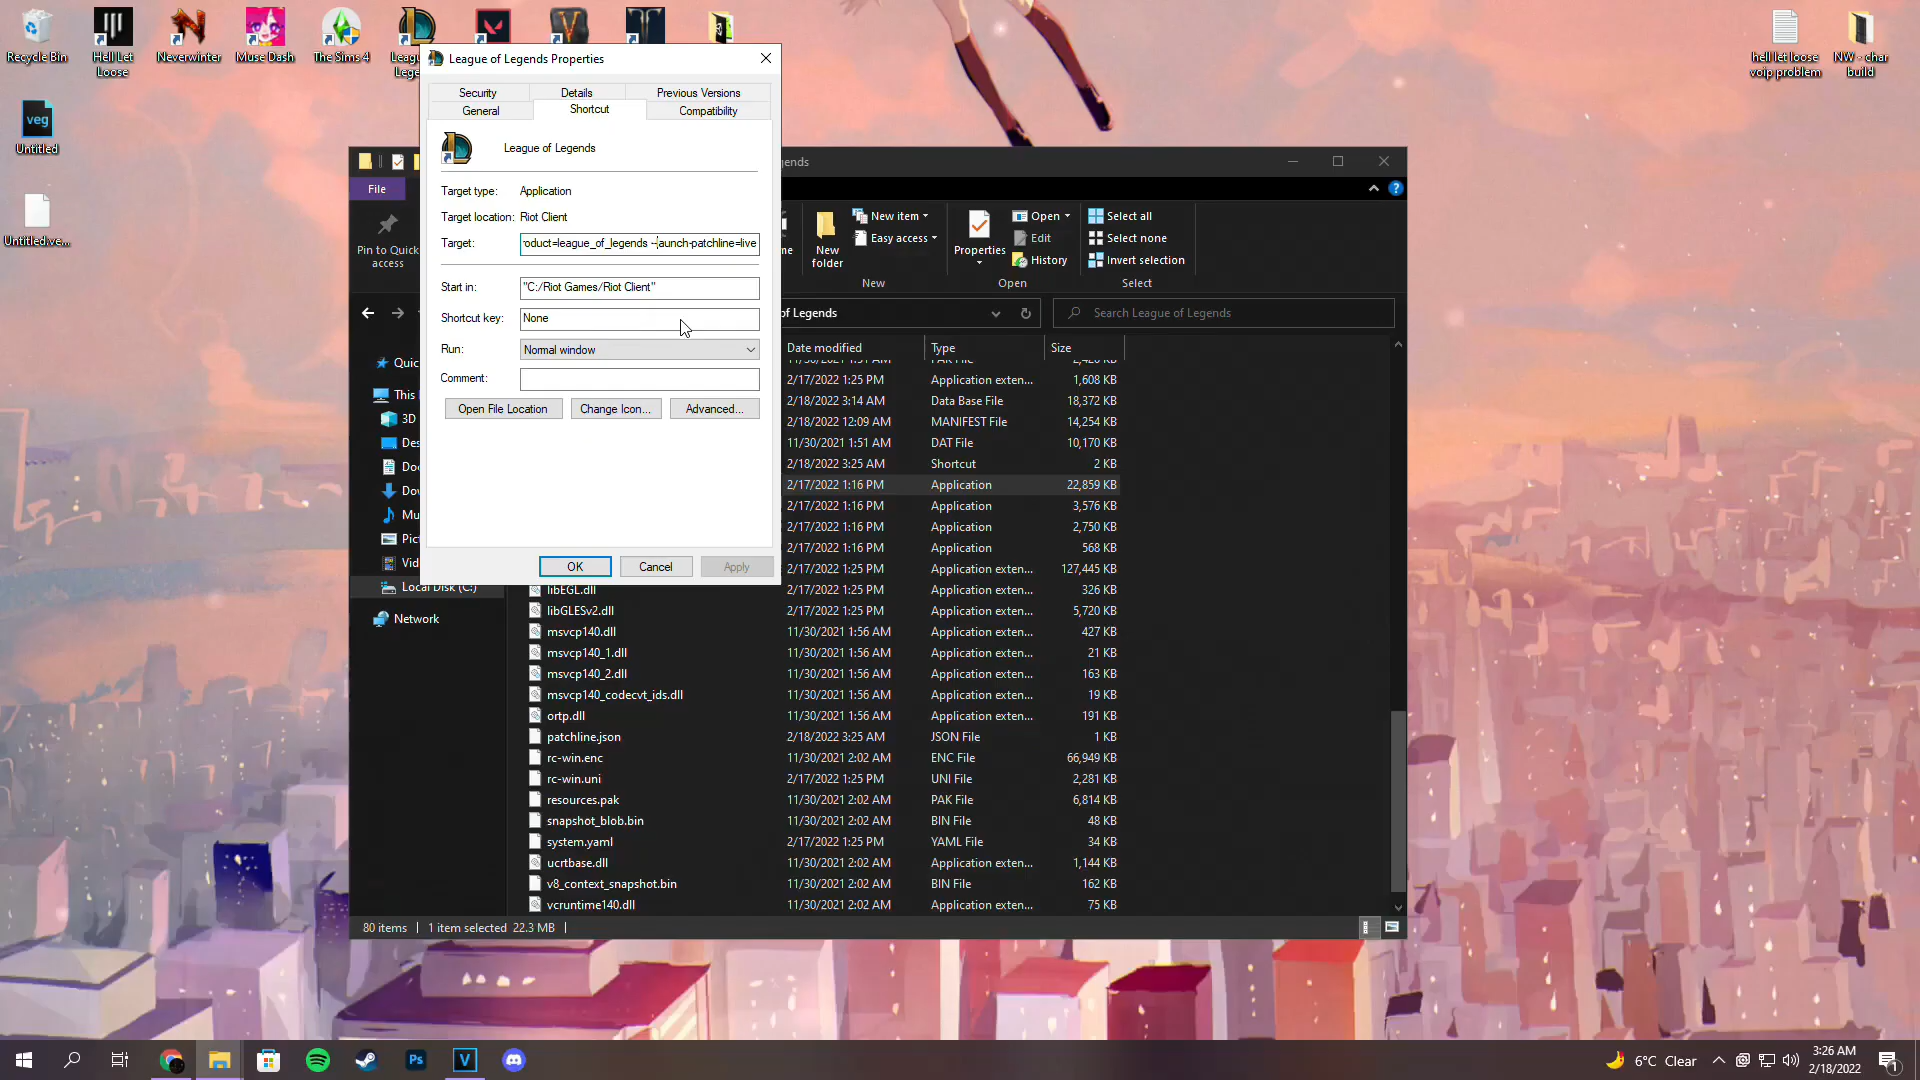 Recycle Bin
Hell Let Loose
Neverwinter
Muse Dash
The Sims 4
hell let loose voip problem
NW - char build
veg
Untitled
Untitled.ve...
League of Legends Properties
Security
Details
Previous Versions
General
Shortcut
Compatibility
League of Legends
Target type:
Application
Target location:
Riot Client
Target:
roduct=league_of_legends --launch-patchline=live
Start in:
"C:/Riot Games/Riot Client"
Shortcut key:
None
Run:
Normal window
Comment:
Open File Location
Change Icon...
Advanced...
OK
Cancel
Apply
File
Pin to Quick access
New folder
New item
Easy access
New
Properties
Open
Edit
History
Open
Select all
Select none
Invert selection
Select
of Legends
Search League of Legends
Quic
This
3D
Des
Doc
Dow
Mu
Pict
Vid
Local Disk (C:)
Network
Date modified
Type
Size
2/17/2022 1:25 PM Application exten... 1,608 KB
2/18/2022 3:14 AM Data Base File 18,372 KB
2/18/2022 12:09 AM MANIFEST File 14,254 KB
11/30/2021 1:51 AM DAT File 10,170 KB
2/18/2022 3:25 AM Shortcut 2 KB
2/17/2022 1:16 PM Application 22,859 KB
2/17/2022 1:16 PM Application 3,576 KB
2/17/2022 1:16 PM Application 2,750 KB
2/17/2022 1:16 PM Application 568 KB
2/17/2022 1:25 PM Application exten... 127,445 KB
libEGL.dll 2/17/2022 1:25 PM Application exten... 326 KB
libGLESv2.dll 2/17/2022 1:25 PM Application exten... 5,720 KB
msvcp140.dll 11/30/2021 1:56 AM Application exten... 427 KB
msvcp140_1.dll 11/30/2021 1:56 AM Application exten... 21 KB
msvcp140_2.dll 11/30/2021 1:56 AM Application exten... 163 KB
msvcp140_codecvt_ids.dll 11/30/2021 1:56 AM Application exten... 19 KB
ortp.dll 11/30/2021 1:56 AM Application exten... 191 KB
patchline.json 2/18/2022 3:25 AM JSON File 1 KB
rc-win.enc 11/30/2021 2:02 AM ENC File 66,949 KB
rc-win.uni 2/17/2022 1:25 PM UNI File 2,281 KB
resources.pak 11/30/2021 2:02 AM PAK File 6,814 KB
snapshot_blob.bin 11/30/2021 2:02 AM BIN File 48 KB
system.yaml 2/17/2022 1:25 PM YAML File 34 KB
ucrtbase.dll 11/30/2021 2:02 AM Application exten... 1,144 KB
v8_context_snapshot.bin 11/30/2021 2:02 AM BIN File 162 KB
vcruntime140.dll 11/30/2021 2:02 AM Application exten... 75 KB
80 items
1 item selected 22.3 MB
Ps
V
6°C Clear
3:26 AM
2/18/2022
1